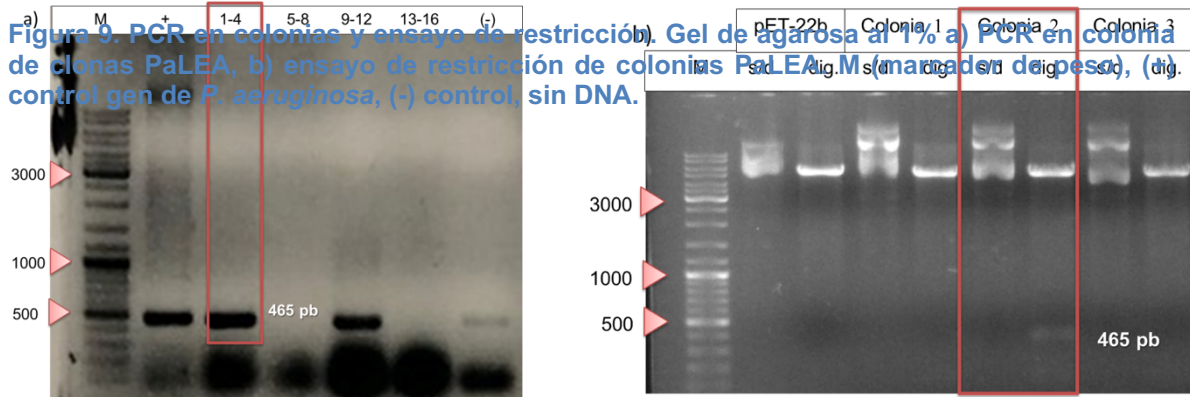 a) M + 1-4 5-8 9-12 13-16 (-)
3000
1000
500
465 pb
b) pET-22b Colonia 1 Colonia 2 Colonia 3
M s/d dig. s/d dig. s/d dig. s/d dig.
3000
1000
500
465 pb
Figura 9. PCR en colonias y ensayo de restricción. Gel de agarosa al 1% a) PCR en colonia
de clonas PaLEA, b) ensayo de restricción de colonias PaLEA. M (marcador de peso), (+)
control gen de P. aeruginosa, (-) control, sin DNA.